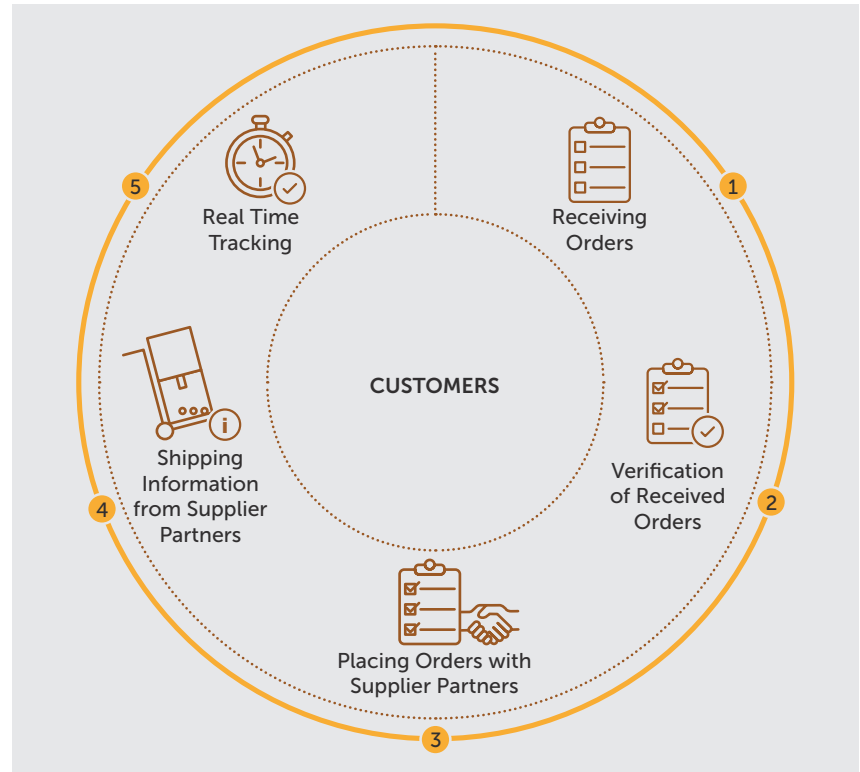 1
Receiving
Orders
2
Verification
of Received
Orders
3
Placing Orders with
Supplier Partners
4
Shipping
Information
from Supplier
Partners
5
Real Time
Tracking
CUSTOMERS
i